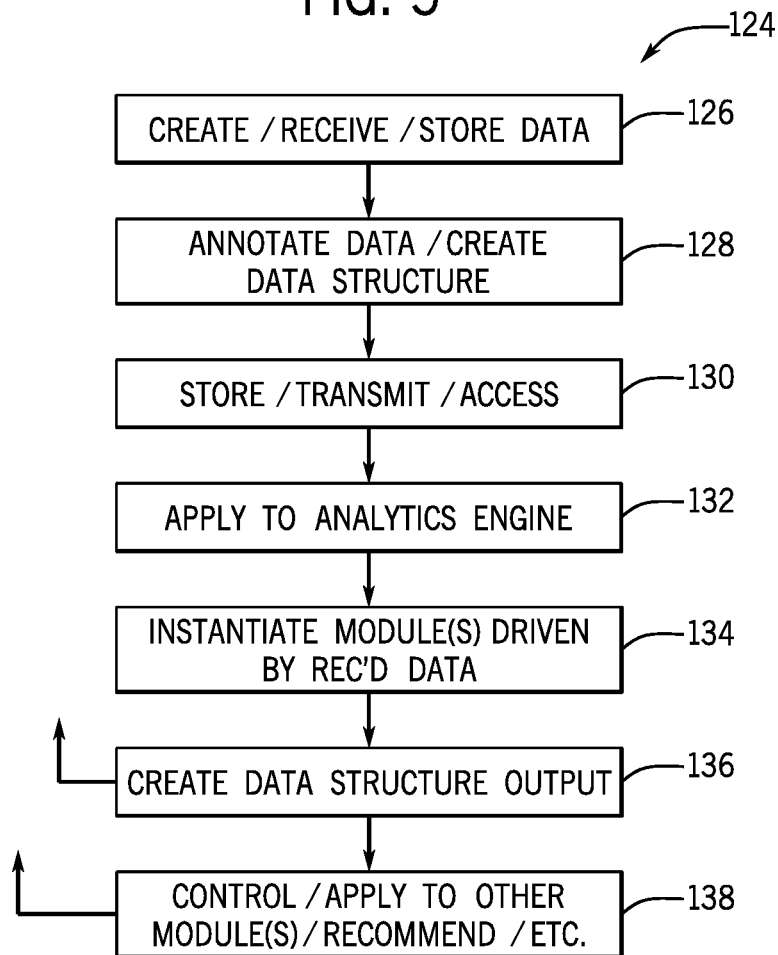 FIG. 5
124
CREATE / RECEIVE / STORE DATA
126
ANNOTATE DATA / CREATE
DATA STRUCTURE
128
STORE / TRANSMIT / ACCESS
130
APPLY TO ANALYTICS ENGINE
132
INSTANTIATE MODULE(S) DRIVEN
BY REC'D DATA
134
CREATE DATA STRUCTURE OUTPUT
136
CONTROL / APPLY TO OTHER
MODULE(S) / RECOMMEND / ETC.
138